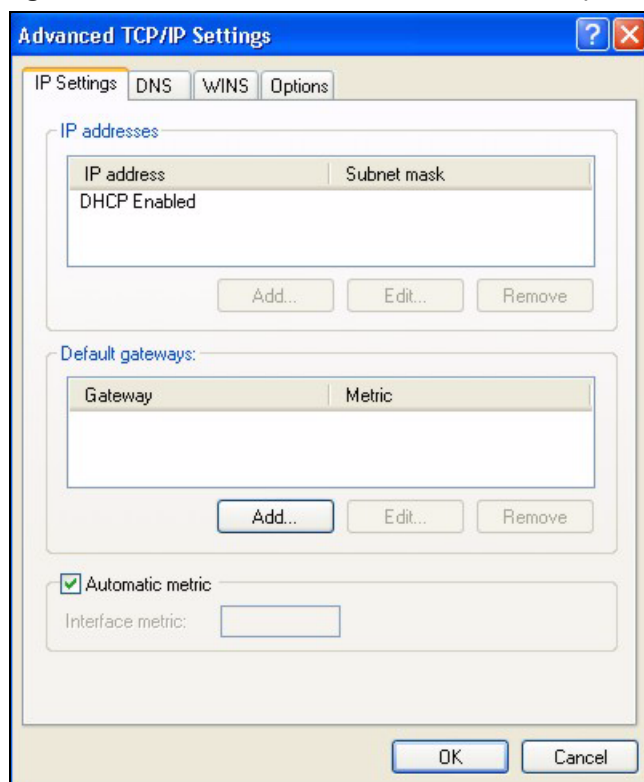 Advanced TCP/IP Settings
IP Settings DNS WINS Options
IP addresses
IP address Subnet mask
DHCP Enabled
Add... Edit... Remove
Default gateways:
Gateway Metric
Add... Edit... Remove
Automatic metric
Interface metric:
OK Cancel